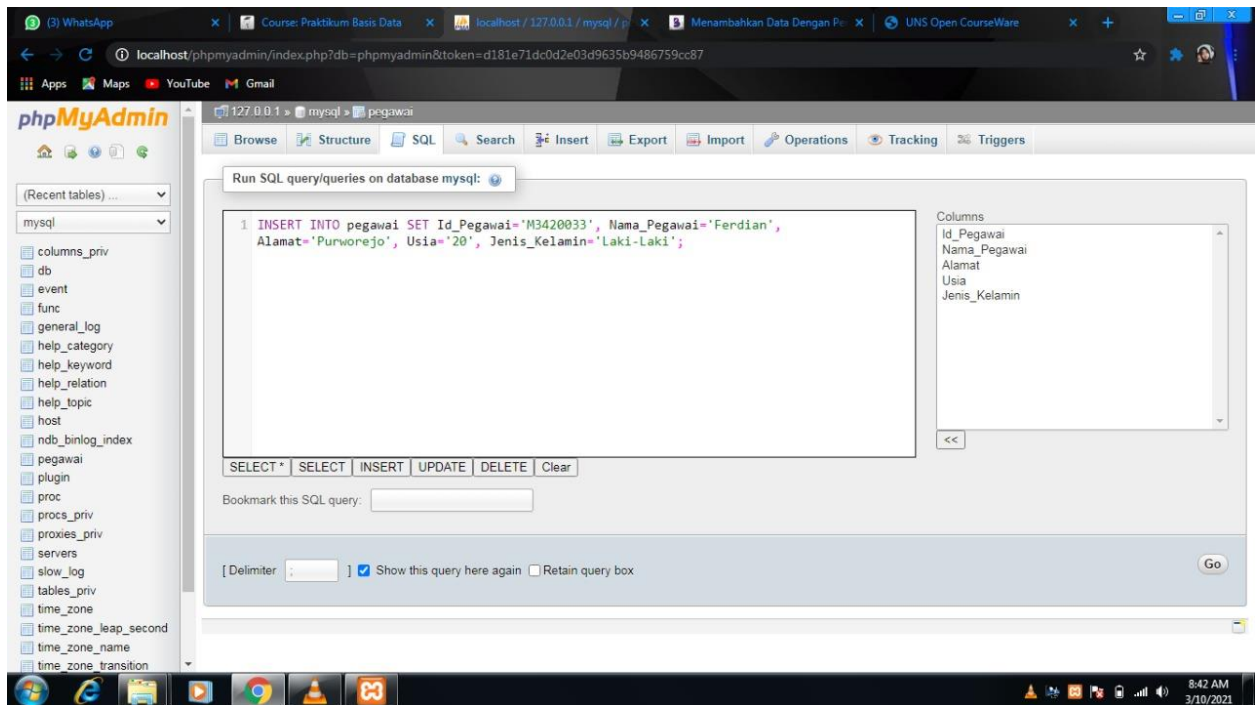 (3) WhatsApp
Course: Praktikum Basis Data
localhost / 127.0.0.1 / mysql / p
Menambahkan Data Dengan Pe
UNS Open CourseWare
localhost/phpmyadmin/index.php?db=phpmyadmin&token=d181e71dc0d2e03d9635b9486759cc87
Apps Maps YouTube Gmail
phpMyAdmin
(Recent tables) ...
mysql
columns_priv
db
event
func
general_log
help_category
help_keyword
help_relation
help_topic
host
ndb_binlog_index
pegawai
plugin
proc
procs_priv
proxies_priv
servers
slow_log
tables_priv
time_zone
time_zone_leap_second
time_zone_name
time_zone_transition
127.0.0.1 » mysql » pegawai
Browse Structure SQL Search Insert Export Import Operations Tracking Triggers
Run SQL query/queries on database mysql:
1 INSERT INTO pegawai SET Id_Pegawai='M3420033', Nama_Pegawai='Ferdian',
Alamat='Purworejo', Usia='20', Jenis_Kelamin='Laki-Laki';
Columns
Id_Pegawai
Nama_Pegawai
Alamat
Usia
Jenis_Kelamin
<<
SELECT * SELECT INSERT UPDATE DELETE Clear
Bookmark this SQL query:
[ Delimiter ; ] Show this query here again Retain query box
Go
8:42 AM
3/10/2021